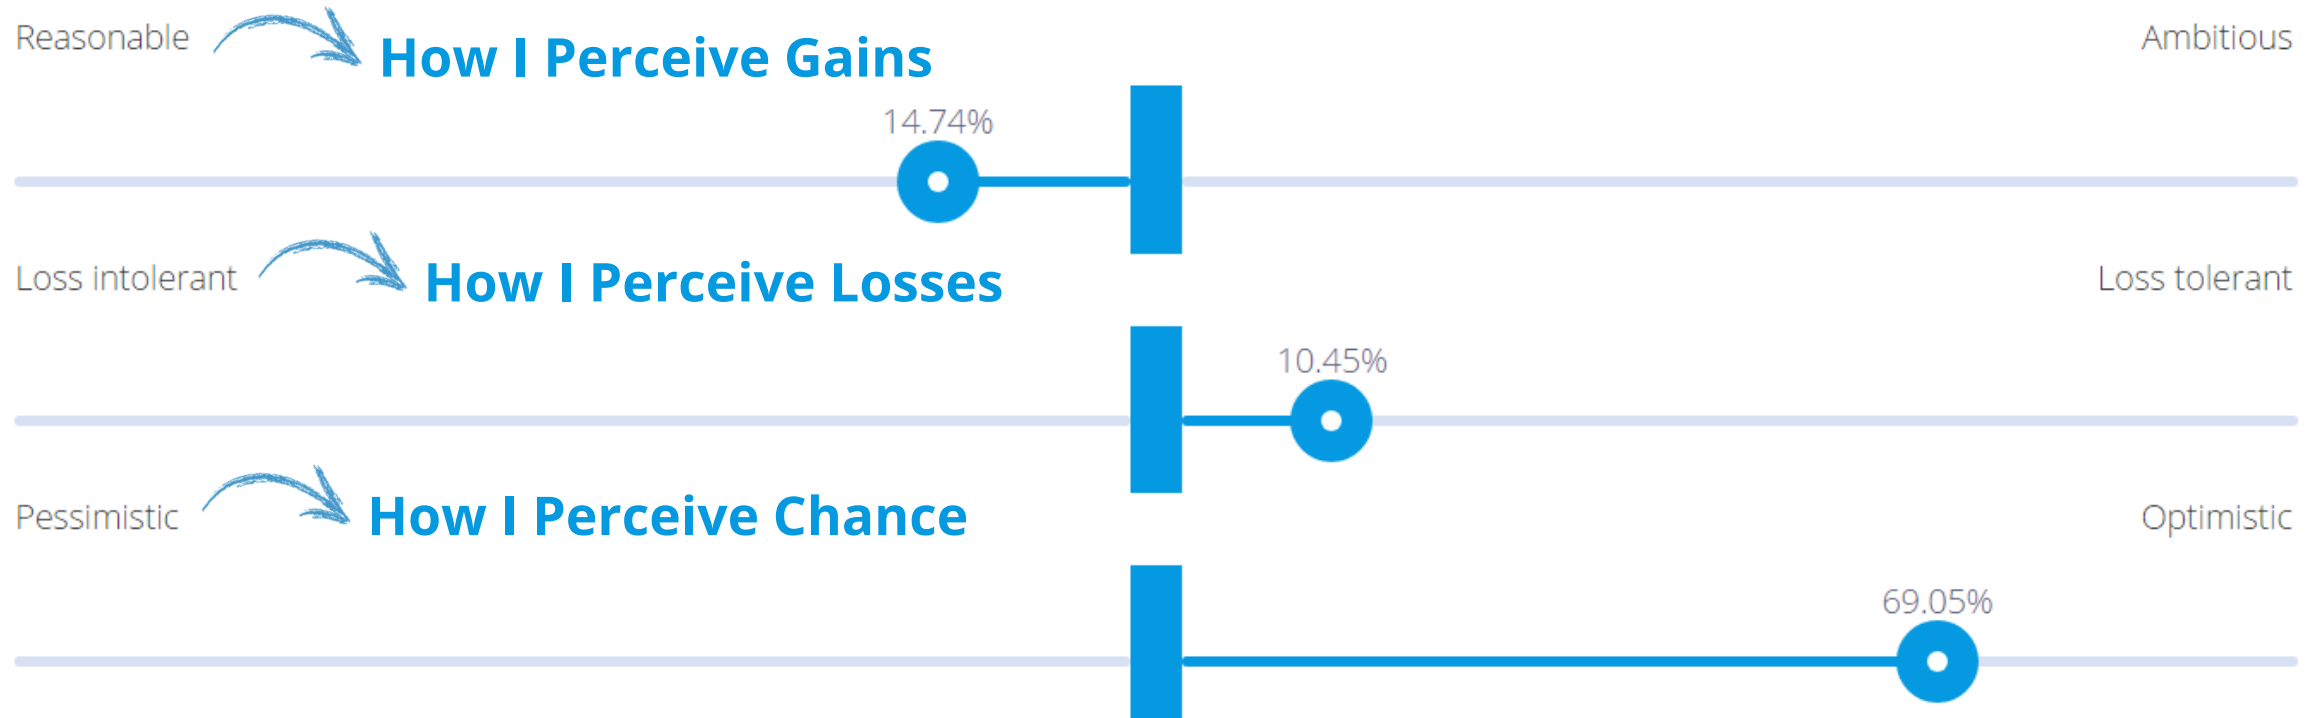 Reasonable
How I Perceive Gains
Ambitious
14.74%
Loss intolerant
How I Perceive Losses
Loss tolerant
10.45%
Pessimistic
How I Perceive Chance
Optimistic
69.05%